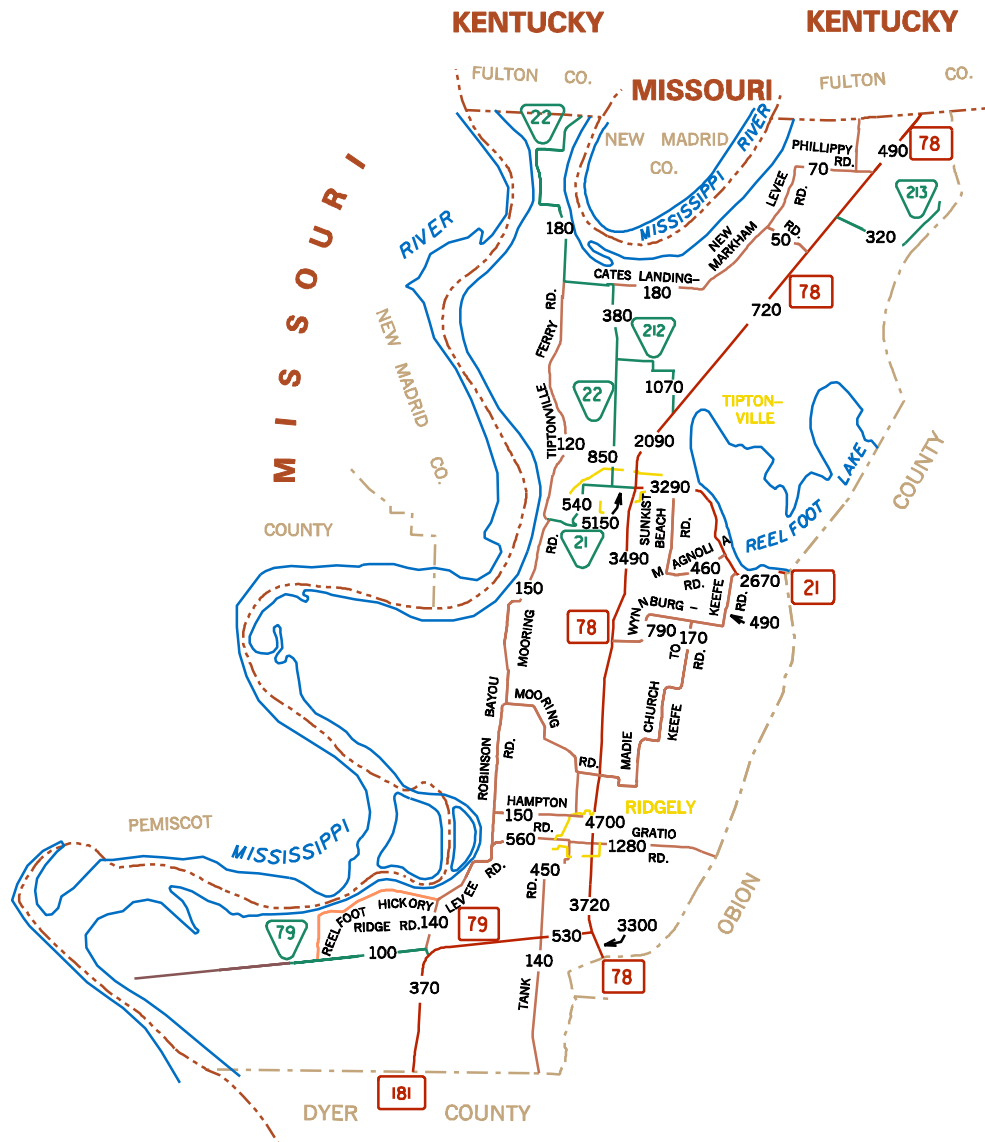 KENTUCKY
KENTUCKY
FULTON CO.
MISSOURI
FULTON CO.
22
NEW MADRID
CO.
MISSISSIPPI RIVER
PHILLIPPY
RD.
70
490
78
213
320
LEVEE
RD.
NEW
MARKHAM
RD.
50
MISSOURI
RIVER
180
CATES LANDING-
180
78
720
380
212
FERRY RD.
NEW MADRID CO.
22
1070
TIPTON-
VILLE
TIPTONVILLE
120
2090
850
REELFOOT LAKE
COUNTY
3290
540
5150
SUNKIST
BEACH
RD.
COUNTY
21
RD.
3490
MAGNOLIA
460
RD.
2670
21
150
KEEFE
RD.
490
78
WYNNBURG-
790
170
TO
RD.
MOORING
BAYOU
MOORING
CHURCH
KEEFE
MADIE
ROBINSON
RD.
RD.
HAMPTON
150
RD.
RIDGELY
4700
PEMISCOT
MISSISSIPPI
560
GRATIO
1280
RD.
450
RD.
LEVEE RD.
HICKORY
REELFOOT
RIDGE RD.
140
79
79
3720
OBION
3300
530
100
140
370
78
TANK
181
DYER COUNTY